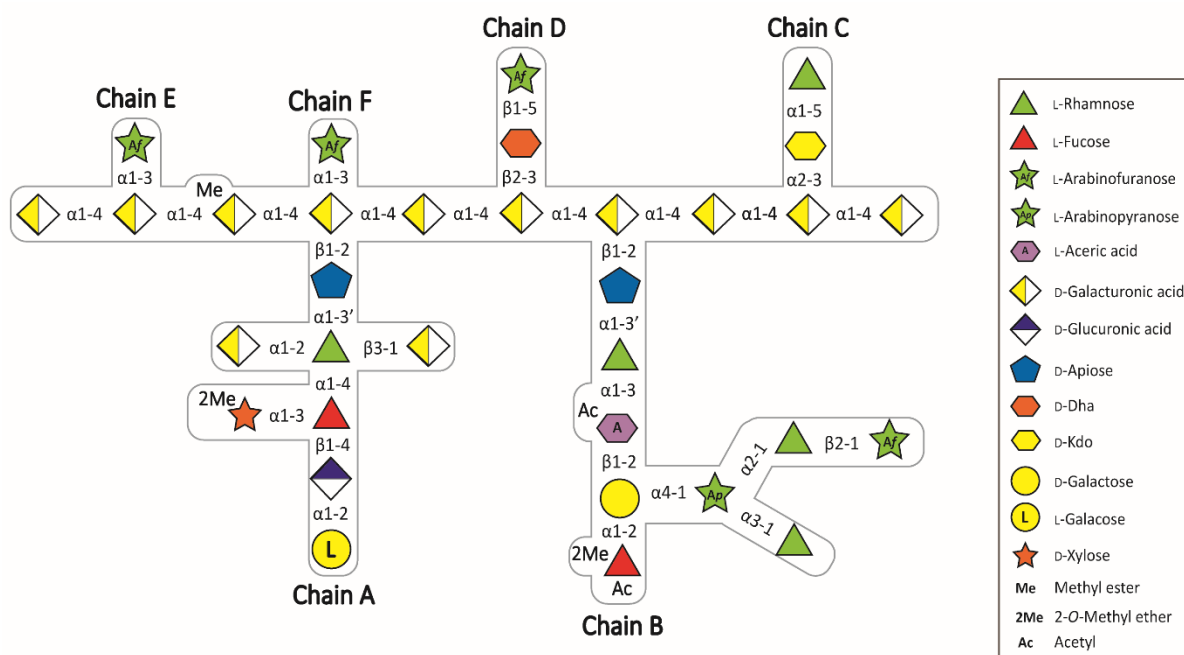 Chain D
Chain C
Af
β1-5
α1-5
Chain E
Chain F
Af
Af
α1-3
Me
α1-3
β2-3
α2-3
α1-4
α1-4
α1-4
α1-4
α1-4
α1-4
α1-4
α1-4
α1-4
β1-2
β1-2
α1-3′
α1-3′
α1-2
β3-1
α1-4
α1-3
2Me
α1-3
Ac
A
β1-4
β1-2
α4-1
Ap
α2-1
β2-1
Af
α3-1
α1-2
α1-2
L
2Me
Ac
Chain A
Chain B
L-Rhamnose
L-Fucose
Af L-Arabinofuranose
Ap L-Arabinopyranose
A L-Aceric acid
D-Galacturonic acid
D-Glucuronic acid
D-Apiose
D-Dha
D-Kdo
D-Galactose
L L-Galacose
D-Xylose
Me Methyl ester
2Me 2-O-Methyl ether
Ac Acetyl